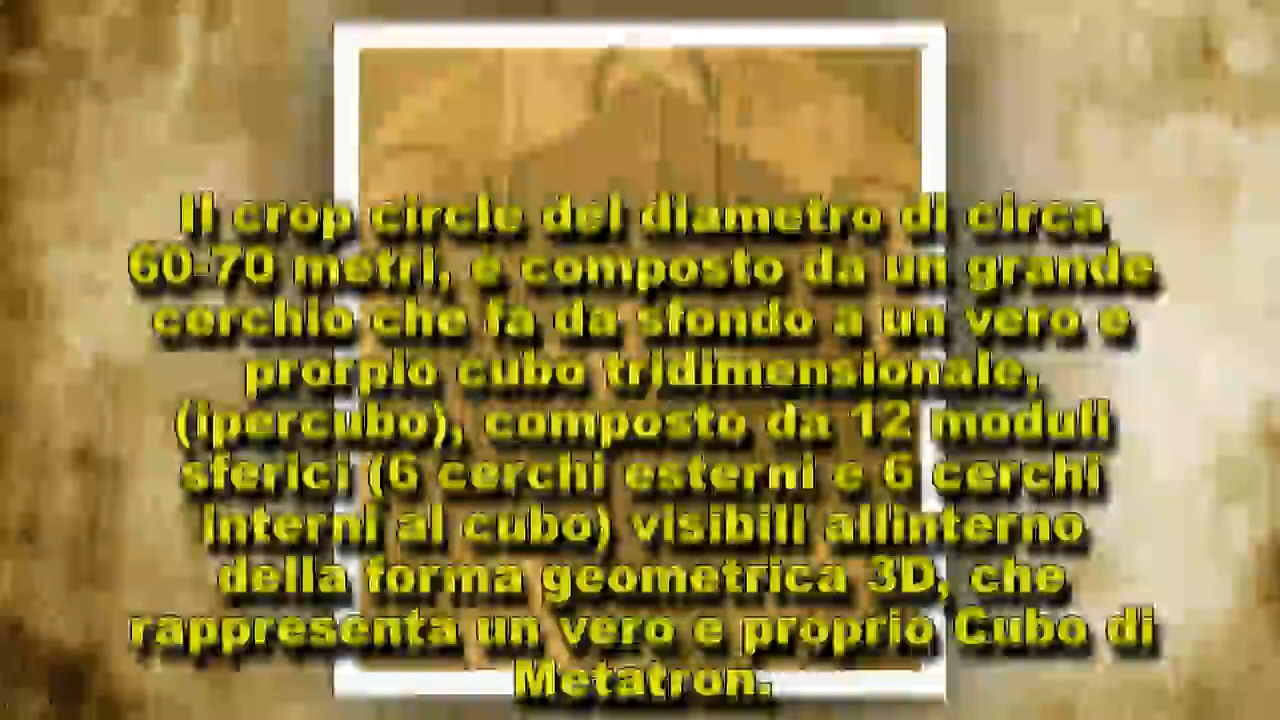 Il crop circle del diametro di circa
60-70 metri, e composto da un grande
cerchio che fa da sfondo a un vero e
prorpio cubo tridimensionale,
(ipercubo), composto da 12 moduli
sferici (6 cerchi esterni e 6 cerchi
interni al cubo) visibili allinterno
della forma geometrica 3D, che
rappresenta un vero e proprio Cubo di
Metatron.